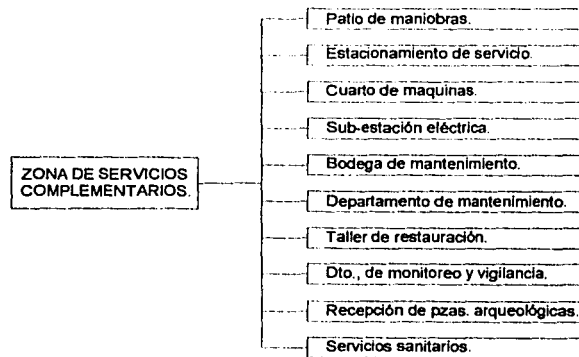 Patio de maniobras.
Estacionamiento de servicio.
Cuarto de maquinas.
Sub-estación eléctrica.
ZONA DE SERVICIOS
COMPLEMENTARIOS.
Bodega de mantenimiento.
Departamento de mantenimiento.
Taller de restauración.
Dto., de monitoreo y vigilancia.
Recepción de pzas. arqueológicas.
Servicios sanitarios.